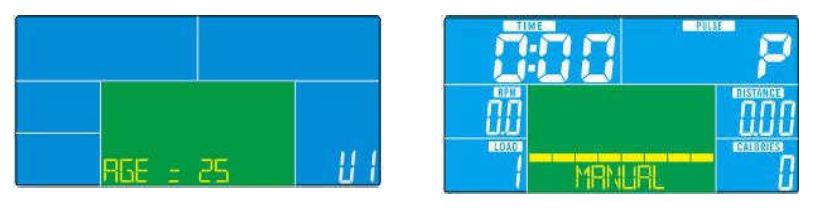 AGE = 25
U1
TIME
PULSE
0:00
P
RPM
DISTANCE
0.0
0.00
LOAD
CALORIES
1
MANUAL
0